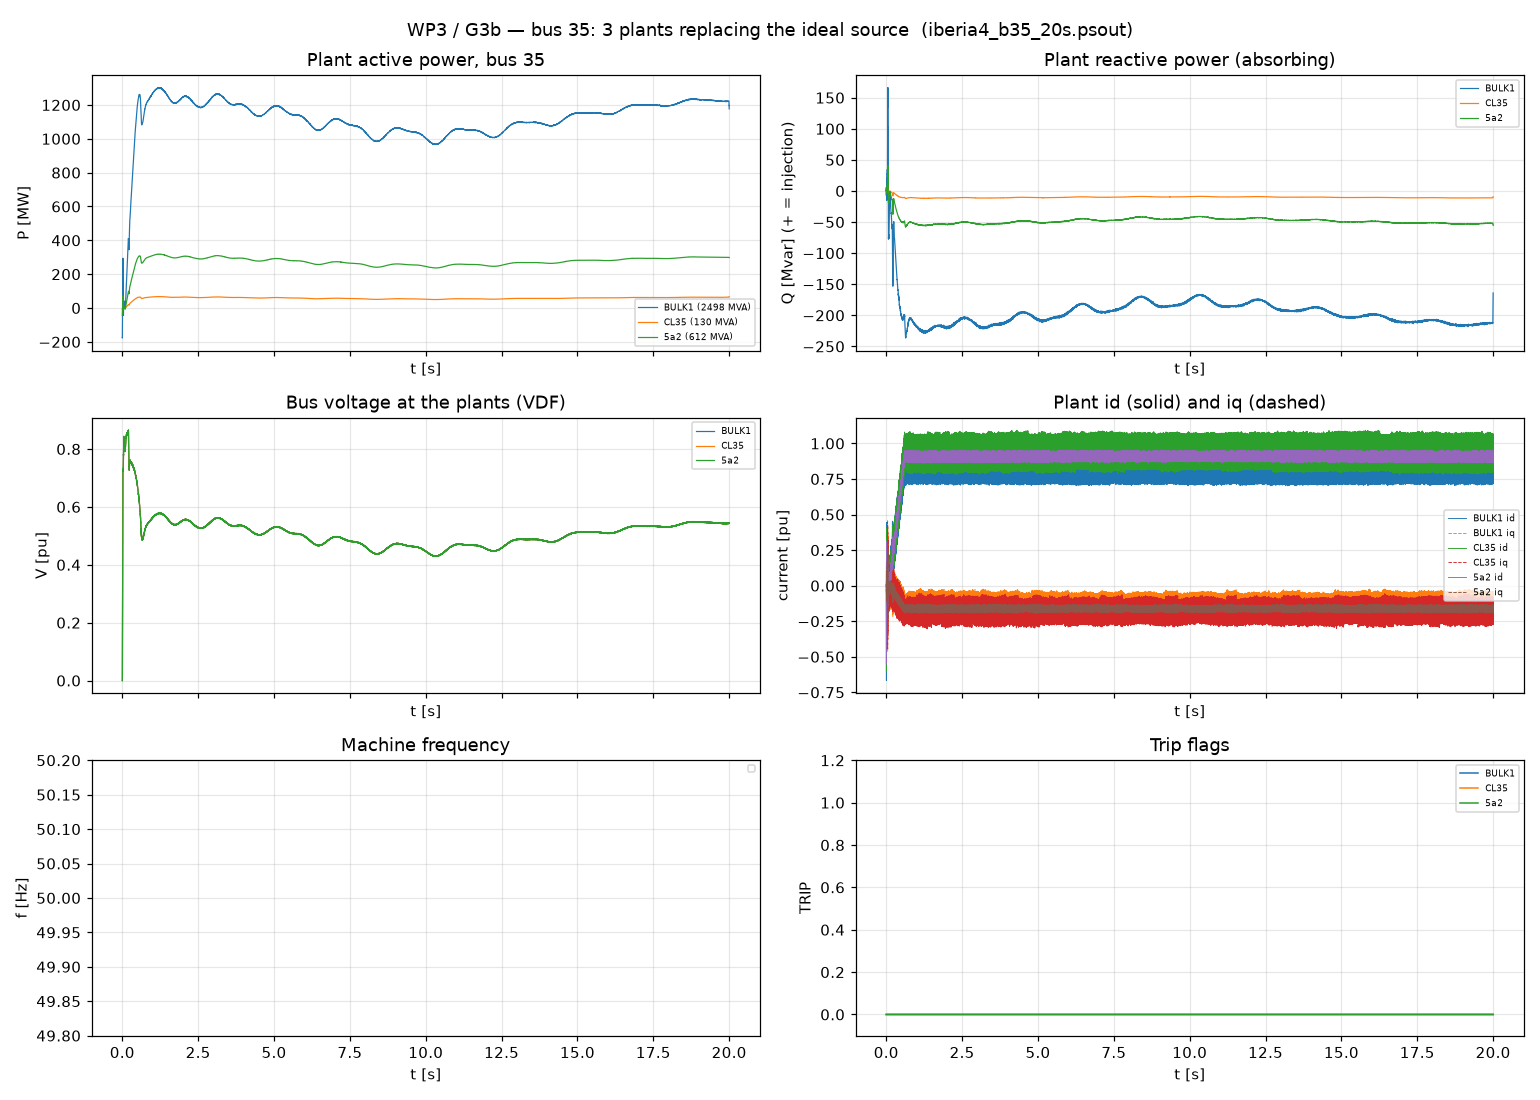 WP3 / G3b — bus 35: 3 plants replacing the ideal source  (iberia4_b35_20s.psout)
Plant active power, bus 35
P [MW]
1200
1000
800
600
400
200
0
−200
BULK1 (2498 MVA)
CL35 (130 MVA)
5a2 (612 MVA)
t [s]
Plant reactive power (absorbing)
Q [Mvar] (+ = injection)
150
100
50
0
−50
−100
−150
−200
−250
BULK1
CL35
5a2
t [s]
Bus voltage at the plants (VDF)
V [pu]
0.8
0.6
0.4
0.2
0.0
BULK1
CL35
5a2
t [s]
Plant id (solid) and iq (dashed)
current [pu]
1.00
0.75
0.50
0.25
0.00
−0.25
−0.50
−0.75
BULK1 id
BULK1 iq
CL35 id
CL35 iq
5a2 id
5a2 iq
t [s]
Machine frequency
f [Hz]
50.20
50.15
50.10
50.05
50.00
49.95
49.90
49.85
49.80
0.0 2.5 5.0 7.5 10.0 12.5 15.0 17.5 20.0
t [s]
Trip flags
TRIP
1.2
1.0
0.8
0.6
0.4
0.2
0.0
BULK1
CL35
5a2
0.0 2.5 5.0 7.5 10.0 12.5 15.0 17.5 20.0
t [s]